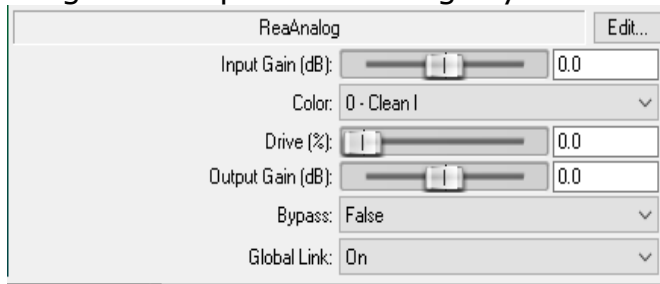 ReaAnalog Edit...
Input Gain (dB): 0.0
Color: 0 - Clean I
Drive (%): 0.0
Output Gain (dB): 0.0
Bypass: False
Global Link: On